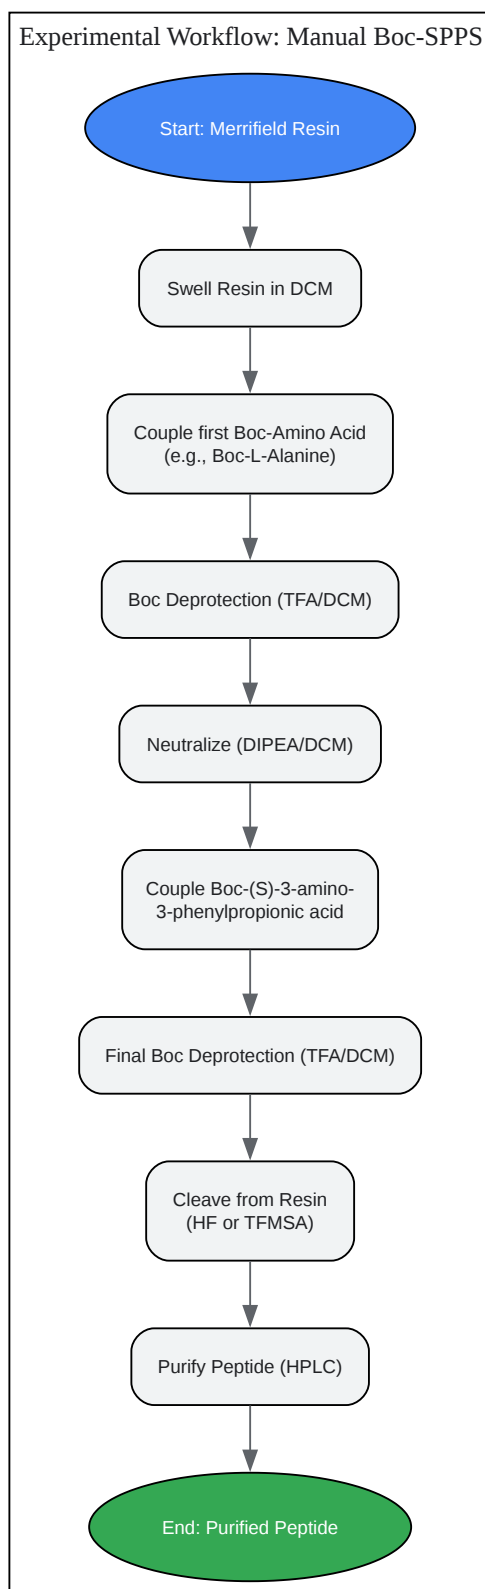 Experimental Workflow: Manual Boc-SPPS
Start: Merrifield Resin
Swell Resin in DCM
Couple first Boc-Amino Acid
(e.g., Boc-L-Alanine)
Boc Deprotection (TFA/DCM)
Neutralize (DIPEA/DCM)
Couple Boc-(S)-3-amino-
3-phenylpropionic acid
Final Boc Deprotection (TFA/DCM)
Cleave from Resin
(HF or TFMSA)
Purify Peptide (HPLC)
End: Purified Peptide